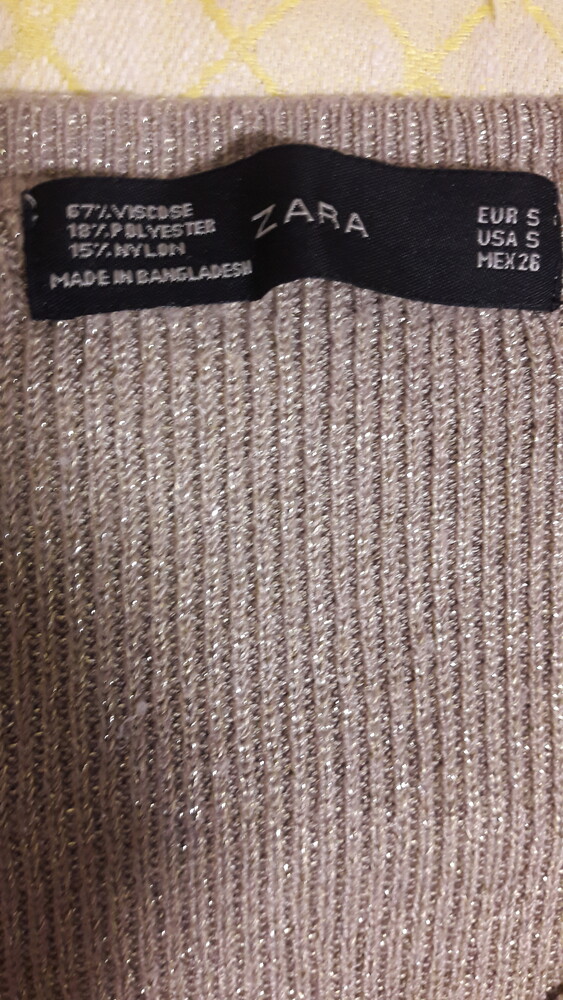 67% VISCOSE
18% POLYESTER
15% NYLON
MADE IN BANGLADESH
ZARA
EUR S
USA S
MEX 26